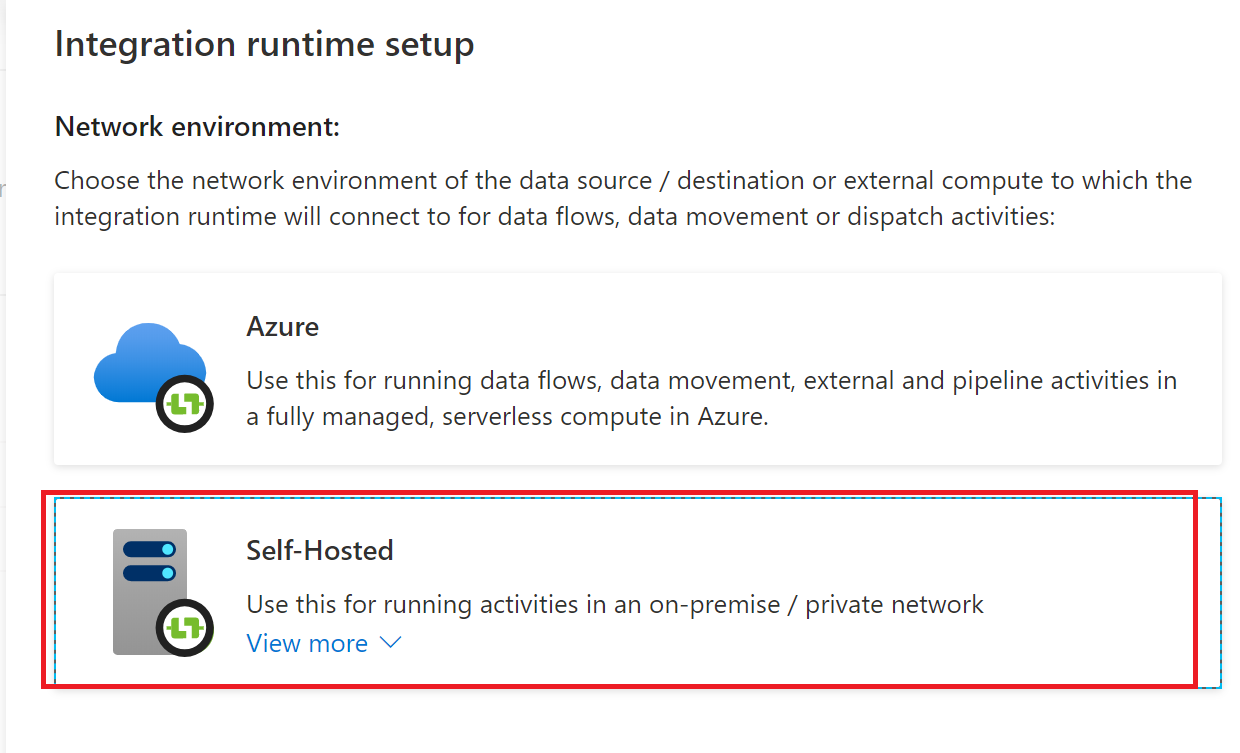 Integration runtime setup
Network environment:
Choose the network environment of the data source / destination or external compute to which the
integration runtime will connect to for data flows, data movement or dispatch activities:
Azure
Use this for running data flows, data movement, external and pipeline activities in
a fully managed, serverless compute in Azure.
Self-Hosted
Use this for running activities in an on-premise / private network
View more